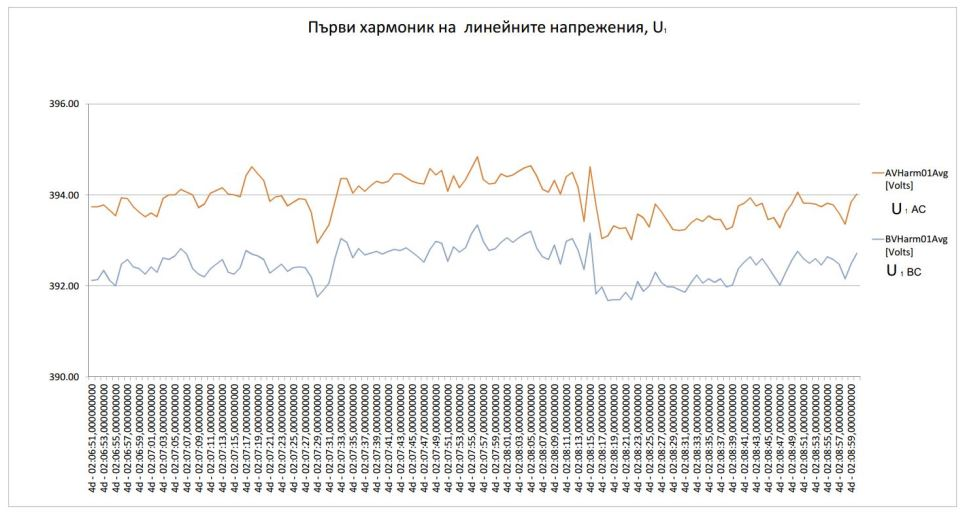 Първи хармоник на линейните напрежения, U₁
396.00
394.00
392.00
390.00
AVHarm01Avg
[Volts]
U ₁ AC
BVHarm01Avg
[Volts]
U ₁ BC
4d - 02:06:51,000000000
4d - 02:06:53,000000000
4d - 02:06:55,000000000
4d - 02:06:57,000000000
4d - 02:06:59,000000000
4d - 02:07:01,000000000
4d - 02:07:03,000000000
4d - 02:07:05,000000000
4d - 02:07:07,000000000
4d - 02:07:09,000000000
4d - 02:07:11,000000000
4d - 02:07:13,000000000
4d - 02:07:15,000000000
4d - 02:07:17,000000000
4d - 02:07:19,000000000
4d - 02:07:21,000000000
4d - 02:07:23,000000000
4d - 02:07:25,000000000
4d - 02:07:27,000000000
4d - 02:07:29,000000000
4d - 02:07:31,000000000
4d - 02:07:33,000000000
4d - 02:07:35,000000000
4d - 02:07:37,000000000
4d - 02:07:39,000000000
4d - 02:07:41,000000000
4d - 02:07:43,000000000
4d - 02:07:45,000000000
4d - 02:07:47,000000000
4d - 02:07:49,000000000
4d - 02:07:51,000000000
4d - 02:07:53,000000000
4d - 02:07:55,000000000
4d - 02:07:57,000000000
4d - 02:07:59,000000000
4d - 02:08:01,000000000
4d - 02:08:03,000000000
4d - 02:08:05,000000000
4d - 02:08:07,000000000
4d - 02:08:09,000000000
4d - 02:08:11,000000000
4d - 02:08:13,000000000
4d - 02:08:15,000000000
4d - 02:08:17,000000000
4d - 02:08:19,000000000
4d - 02:08:21,000000000
4d - 02:08:23,000000000
4d - 02:08:25,000000000
4d - 02:08:27,000000000
4d - 02:08:29,000000000
4d - 02:08:31,000000000
4d - 02:08:33,000000000
4d - 02:08:35,000000000
4d - 02:08:37,000000000
4d - 02:08:39,000000000
4d - 02:08:41,000000000
4d - 02:08:43,000000000
4d - 02:08:45,000000000
4d - 02:08:47,000000000
4d - 02:08:49,000000000
4d - 02:08:51,000000000
4d - 02:08:53,000000000
4d - 02:08:55,000000000
4d - 02:08:57,000000000
4d - 02:08:59,000000000